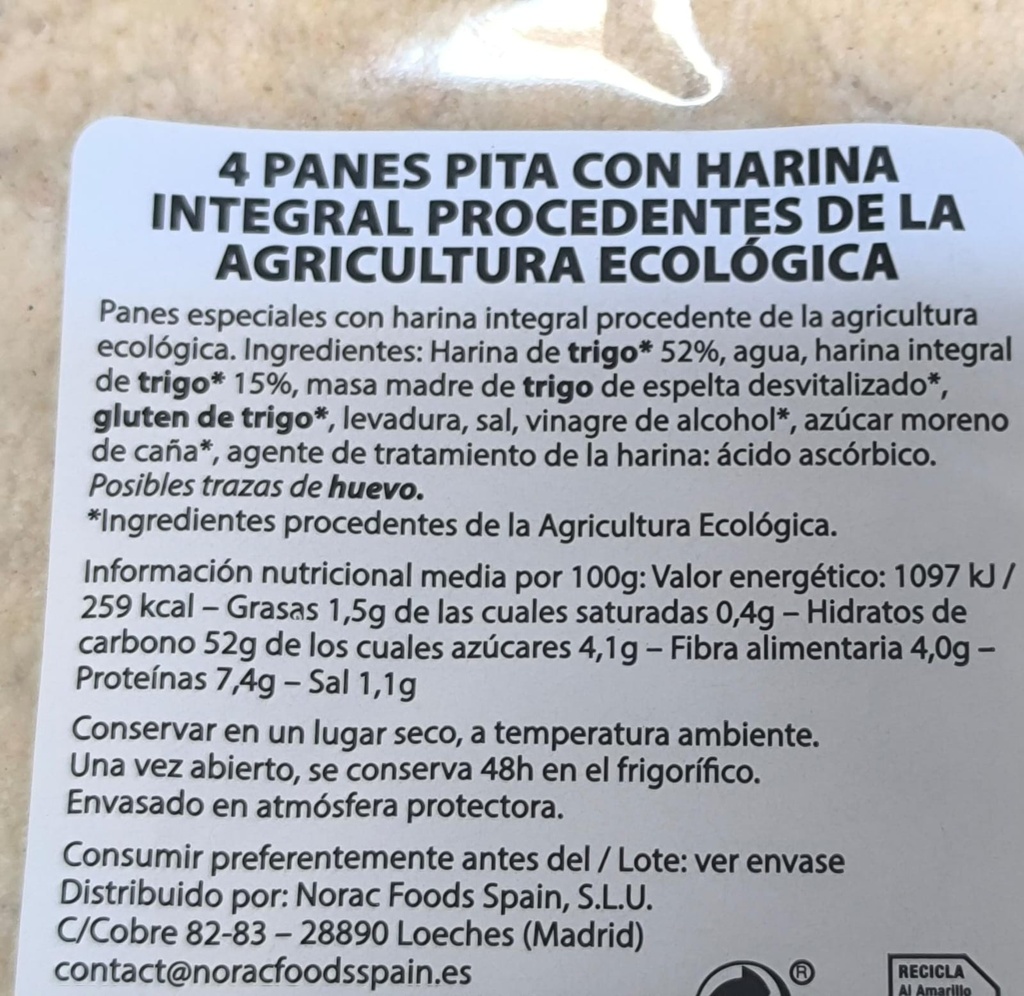 4 PANES PITA CON HARINA
INTEGRAL PROCEDENTES DE LA
AGRICULTURA ECOLÓGICA
Panes especiales con harina integral procedente de la agricultura
ecológica. Ingredientes: Harina de trigo* 52%, agua, harina integral
de trigo* 15%, masa madre de trigo de espelta desvitalizado*,
gluten de trigo*, levadura, sal, vinagre de alcohol*, azúcar moreno
de caña*, agente de tratamiento de la harina: ácido ascórbico.
Posibles trazas de huevo.
*Ingredientes procedentes de la Agricultura Ecológica.
Información nutricional media por 100g: Valor energético: 1097 kJ /
259 kcal – Grasas 1,5g de las cuales saturadas 0,4g – Hidratos de
carbono 52g de los cuales azúcares 4,1g – Fibra alimentaria 4,0g –
Proteínas 7,4g – Sal 1,1g
Conservar en un lugar seco, a temperatura ambiente.
Una vez abierto, se conserva 48h en el frigorífico.
Envasado en atmósfera protectora.
Consumir preferentemente antes del / Lote: ver envase
Distribuido por: Norac Foods Spain, S.L.U.
C/Cobre 82-83 – 28890 Loeches (Madrid)
contact@noracfoodsspain.es
®
RECICLA
Al Amarillo